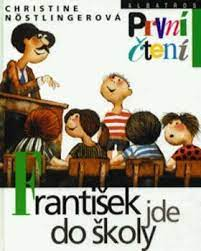 CHRISTINE
NÖSTLINGEROVÁ
ALBATROS
První
čtení
František jde
do školy